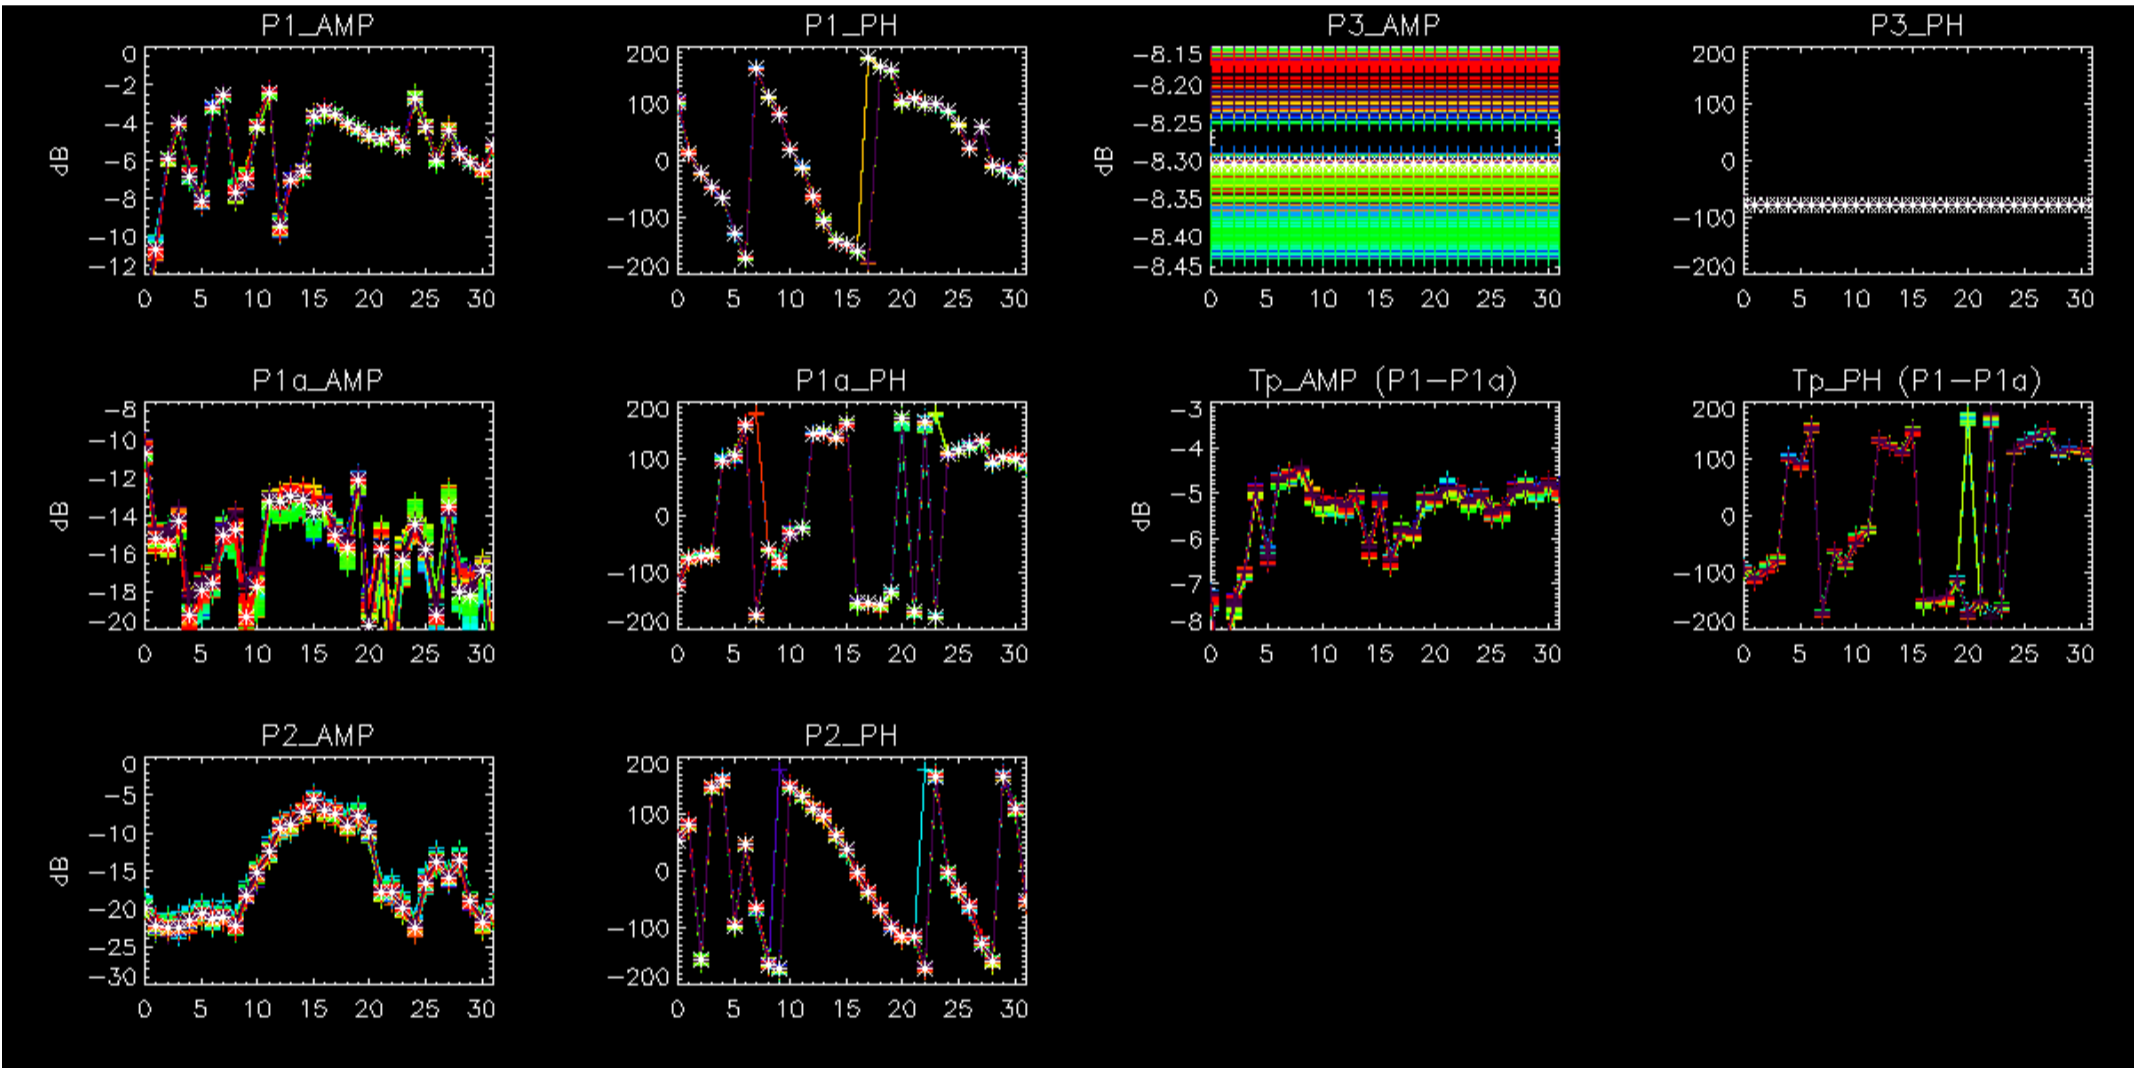 P1_AMP
P1_PH
P3_AMP
P3_PH
dB
0
-2
-4
-6
-8
-10
-12
0 5 10 15 20 25 30
200
100
0
-100
-200
0 5 10 15 20 25 30
dB
-8.15
-8.20
-8.25
-8.30
-8.35
-8.40
-8.45
0 5 10 15 20 25 30
200
100
0
-100
-200
0 5 10 15 20 25 30
P1a_AMP
P1a_PH
Tp_AMP (P1-P1a)
Tp_PH (P1-P1a)
dB
-8
-10
-12
-14
-16
-18
-20
0 5 10 15 20 25 30
200
100
0
-100
-200
0 5 10 15 20 25 30
dB
-3
-4
-5
-6
-7
-8
0 5 10 15 20 25 30
200
100
0
-100
-200
0 5 10 15 20 25 30
P2_AMP
P2_PH
dB
0
-5
-10
-15
-20
-25
-30
0 5 10 15 20 25 30
200
100
0
-100
-200
0 5 10 15 20 25 30